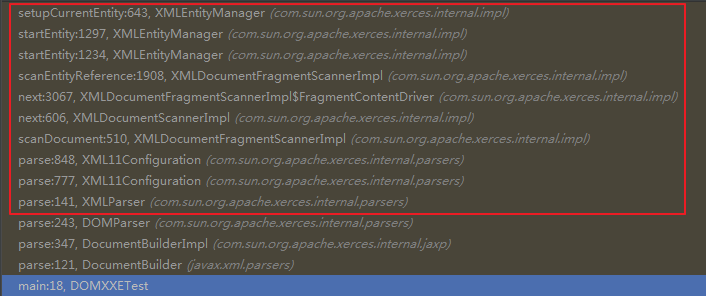 setupCurrentEntity:643, XMLEntityManager (com.sun.org.apache.xerces.internal.impl)
startEntity:1297, XMLEntityManager (com.sun.org.apache.xerces.internal.impl)
startEntity:1234, XMLEntityManager (com.sun.org.apache.xerces.internal.impl)
scanEntityReference:1908, XMLDocumentFragmentScannerImpl (com.sun.org.apache.xerces.internal.impl)
next:3067, XMLDocumentFragmentScannerImpl$FragmentContentDriver (com.sun.org.apache.xerces.internal.impl)
next:606, XMLDocumentScannerImpl (com.sun.org.apache.xerces.internal.impl)
scanDocument:510, XMLDocumentFragmentScannerImpl (com.sun.org.apache.xerces.internal.impl)
parse:848, XML11Configuration (com.sun.org.apache.xerces.internal.parsers)
parse:777, XML11Configuration (com.sun.org.apache.xerces.internal.parsers)
parse:141, XMLParser (com.sun.org.apache.xerces.internal.parsers)
parse:243, DOMParser (com.sun.org.apache.xerces.internal.parsers)
parse:347, DocumentBuilderImpl (com.sun.org.apache.xerces.internal.jaxp)
parse:121, DocumentBuilder (javax.xml.parsers)
main:18, DOMXXETest